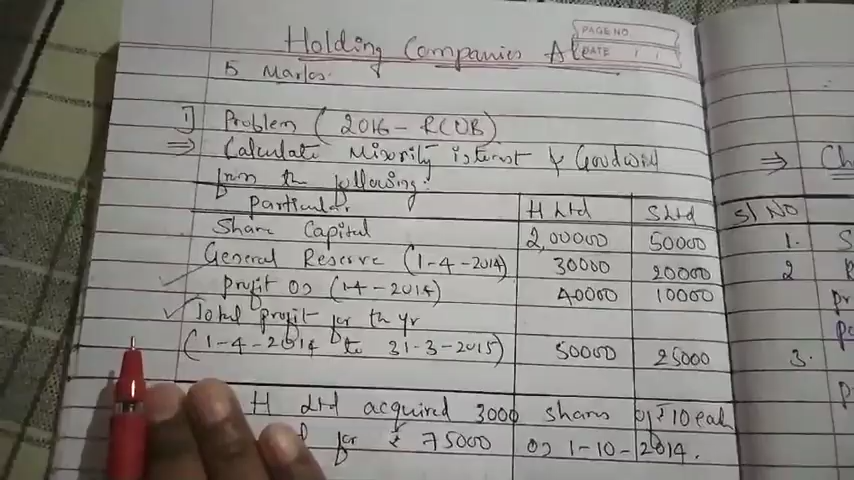 PAGE NO
DATE / /
Holding Companies A/c
5 Marks.
1] Problem (2016 - RCUB)
⇒ Calculate Minority interest & Goodwill
from the following:
particular H Ltd S Ltd
Share Capital 2,00000 50000
General Reserve (1-4-2014) 30000 20000
profit on (1-4-2014) 40000 10000
Total profit for the yr
(1-4-2014 to 31-3-2015) 50000 25000
H Ltd acquired 3000 shares of ₹10 each
for ₹ 75000 on 1-10-2014.
⇒ Ch
Sl NO
1. S
2
pr
3.